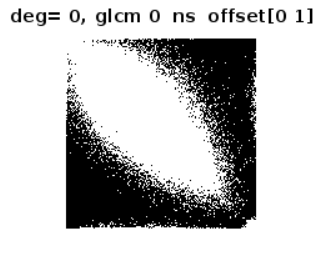 deg= 0, glcm 0 ns offset[0 1]